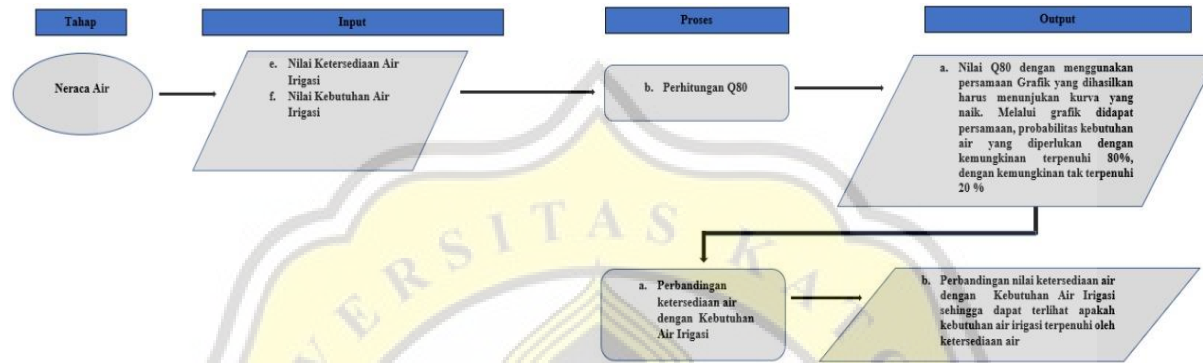 Tahap
Input
Proses
Output
Neraca Air
e. Nilai Ketersediaan Air
Irigasi
f. Nilai Kebutuhan Air
Irigasi
b. Perhitungan Q80
a. Nilai Q80 dengan menggunakan
persamaan Grafik yang dihasilkan
harus menunjukan kurva yang
naik. Melalui grafik didapat
persamaan, probabilitas kebutuhan
air yang diperlukan dengan
kemungkinan terpenuhi 80%,
dengan kemungkinan tak terpenuhi
20 %
a. Perbandingan
ketersediaan air
dengan Kebutuhan
Air Irigasi
b. Perbandingan nilai ketersediaan air
dengan Kebutuhan Air Irigasi
sehingga dapat terlihat apakah
kebutuhan air irigasi terpenuhi oleh
ketersediaan air
VERSITAS KAT